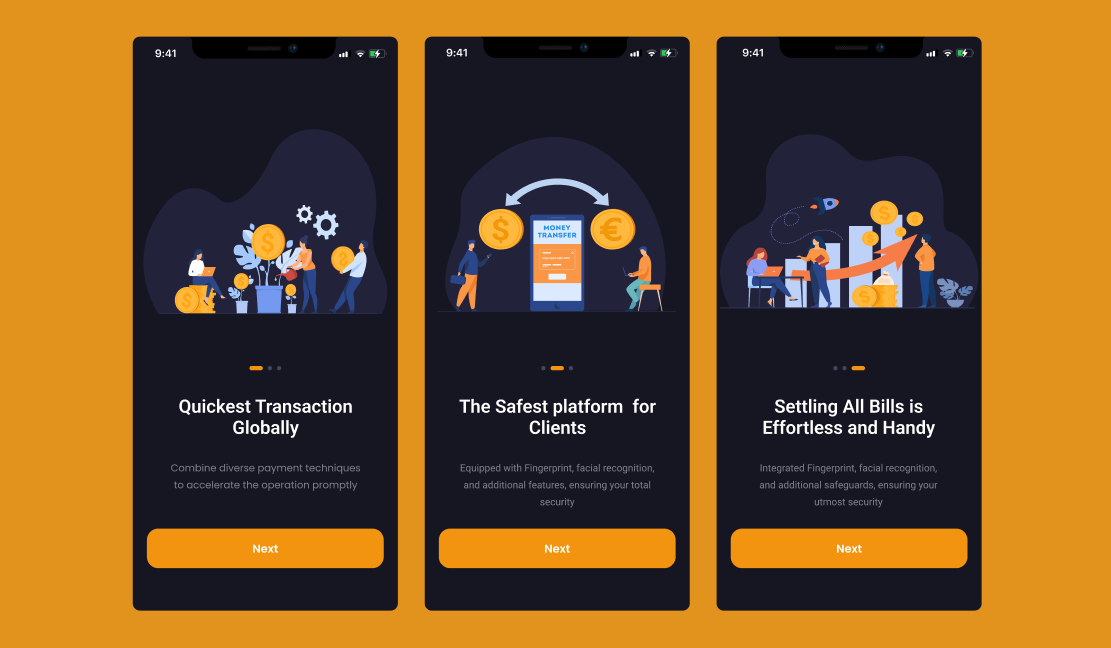 9:41
$
$
$
Quickest Transaction
Globally
Combine diverse payment techniques
to accelerate the operation promptly
Next
9:41
$
MONEY
TRANSFER
€
The Safest platform  for
Clients
Equipped with Fingerprint, facial recognition,
and additional features, ensuring your total
security
Next
9:41
$
$
$
Settling All Bills is
Effortless and Handy
Integrated Fingerprint, facial recognition,
and additional safeguards, ensuring your
utmost security
Next